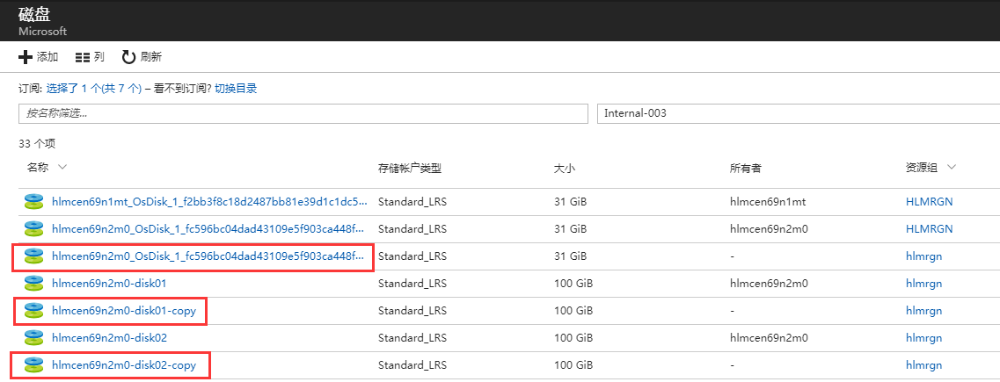 磁盘
Microsoft
添加 列 刷新
订阅: 选择了 1 个(共 7 个) – 看不到订阅? 切换目录
按名称筛选... Internal-003
33 个项
名称 存储帐户类型 大小 所有者 资源组
hlmcen69n1mt_OsDisk_1_f2bb3f8c18d2487bb81e39d1c1dc5... Standard_LRS 31 GiB hlmcen69n1mt HLMRGN
hlmcen69n2m0_OsDisk_1_fc596bc04dad43109e5f903ca448f... Standard_LRS 31 GiB hlmcen69n2m0 HLMRGN
hlmcen69n2m0_OsDisk_1_fc596bc04dad43109e5f903ca448f... Standard_LRS 31 GiB - hlmrgn
hlmcen69n2m0-disk01 Standard_LRS 100 GiB hlmcen69n2m0 hlmrgn
hlmcen69n2m0-disk01-copy Standard_LRS 100 GiB - hlmrgn
hlmcen69n2m0-disk02 Standard_LRS 100 GiB hlmcen69n2m0 hlmrgn
hlmcen69n2m0-disk02-copy Standard_LRS 100 GiB - hlmrgn